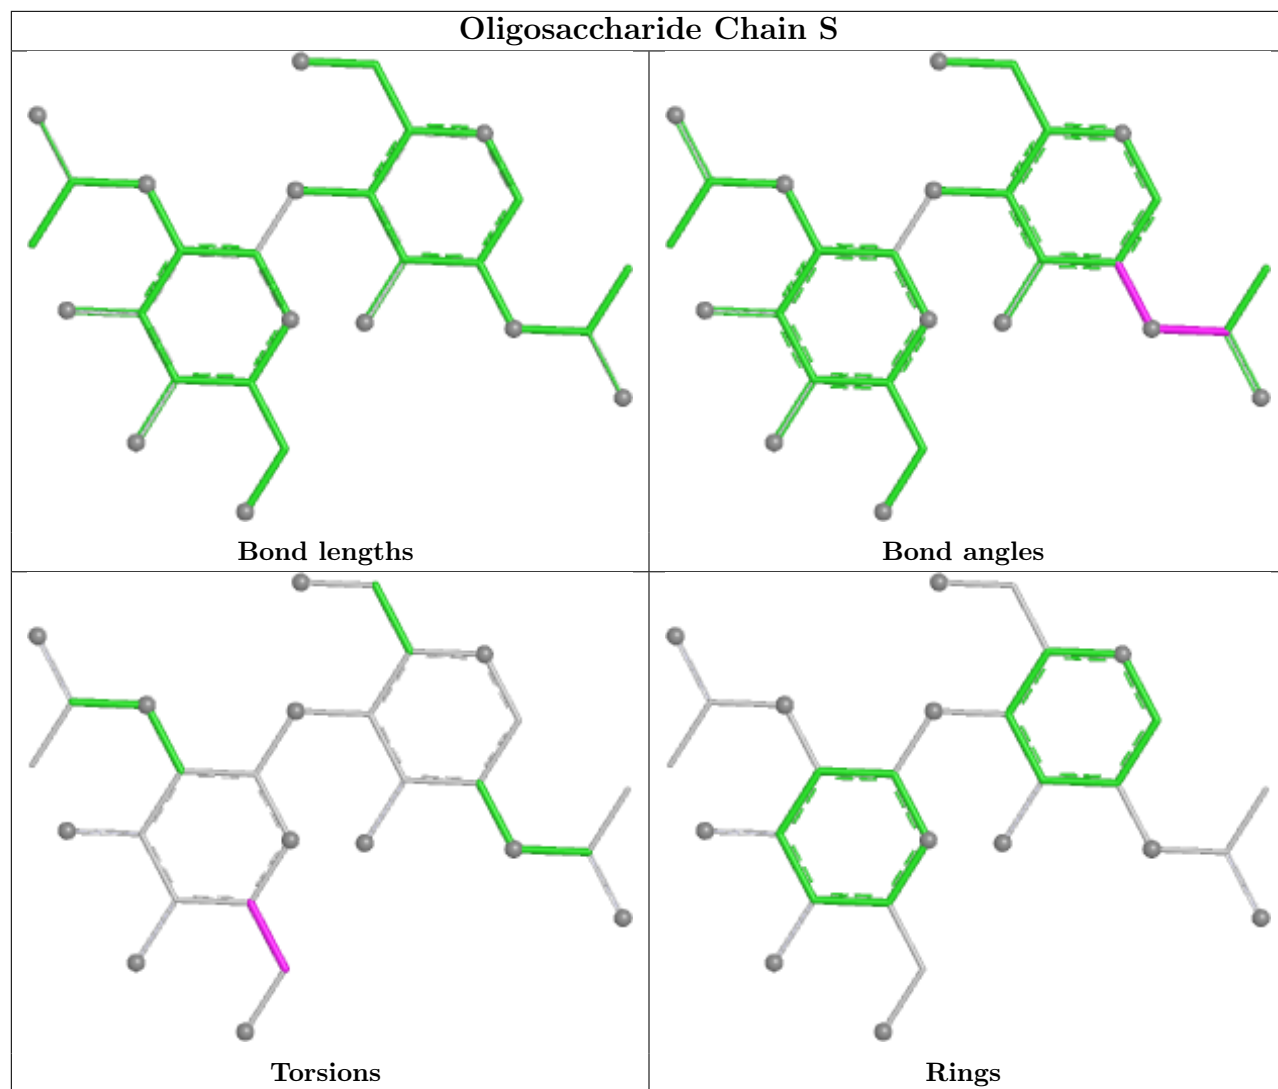 Oligosaccharide Chain S
Bond lengths
Bond angles
Torsions
Rings